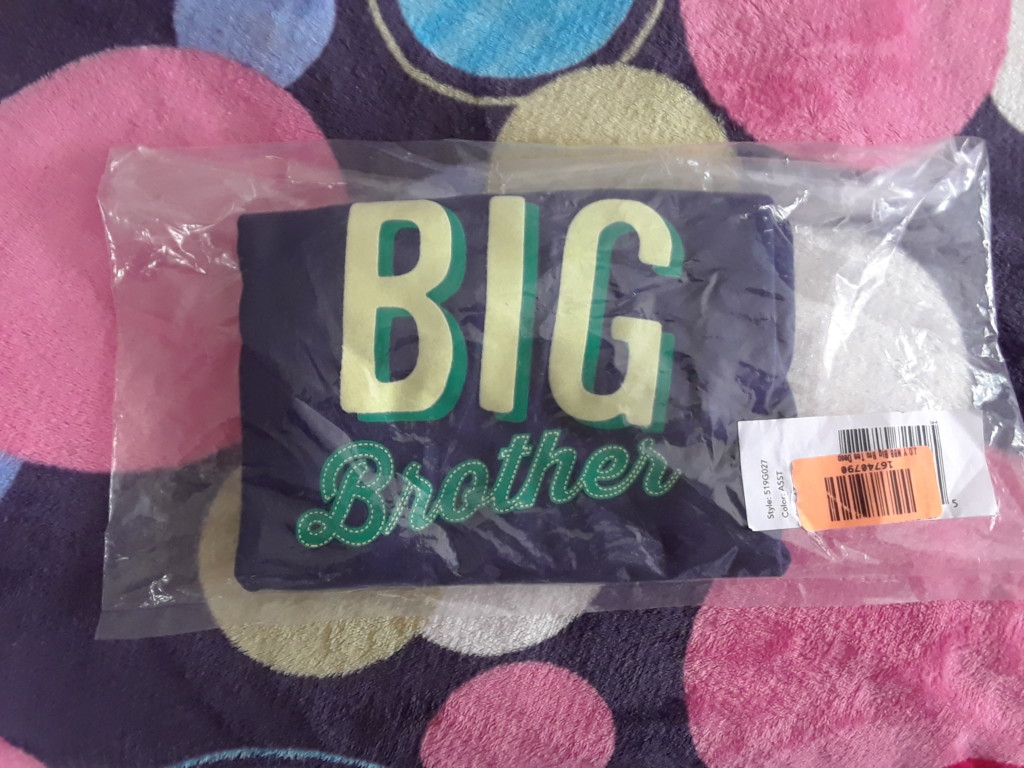 BIG
Brother
Style: 519G027
Color: ASST
16740790
S